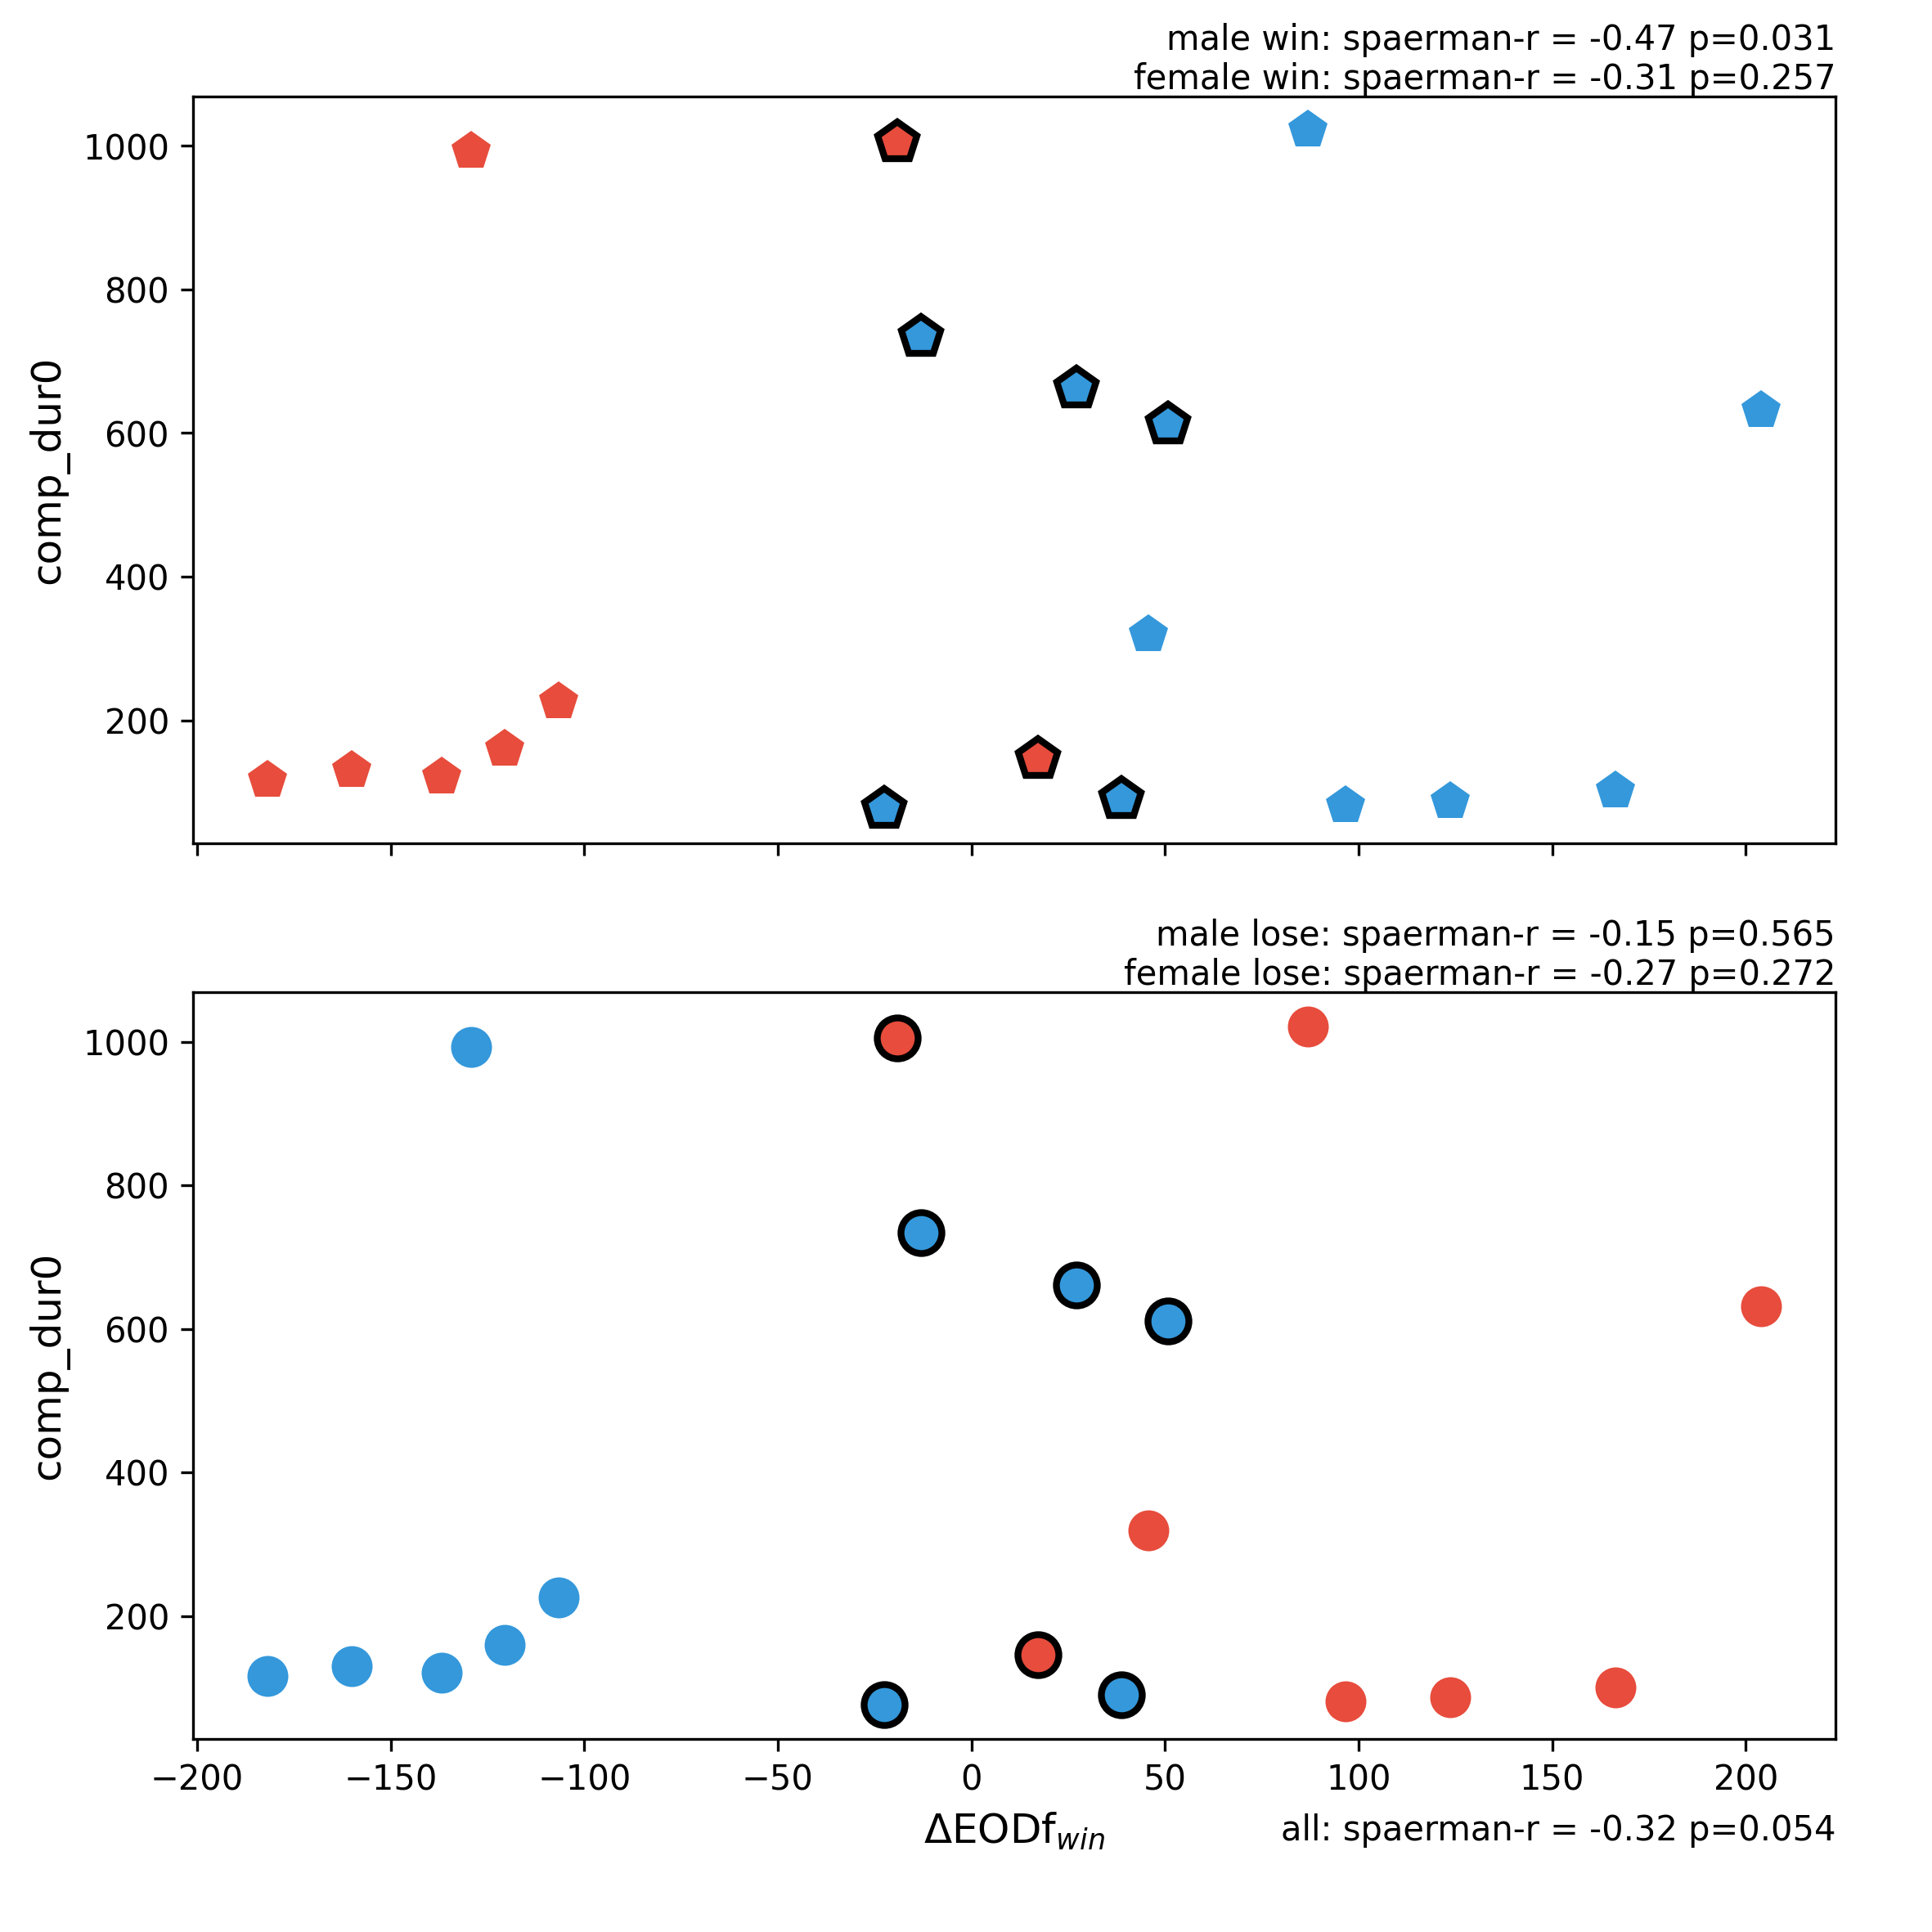 male win: spaerman-r = -0.47 p=0.031
female win: spaerman-r = -0.31 p=0.257
1000
800
600
400
200
comp_dur0
male lose: spaerman-r = -0.15 p=0.565
female lose: spaerman-r = -0.27 p=0.272
1000
800
600
400
200
comp_dur0
−200 −150 −100 −50 0 50 100 150 200
ΔEODfwin
all: spaerman-r = -0.32 p=0.054